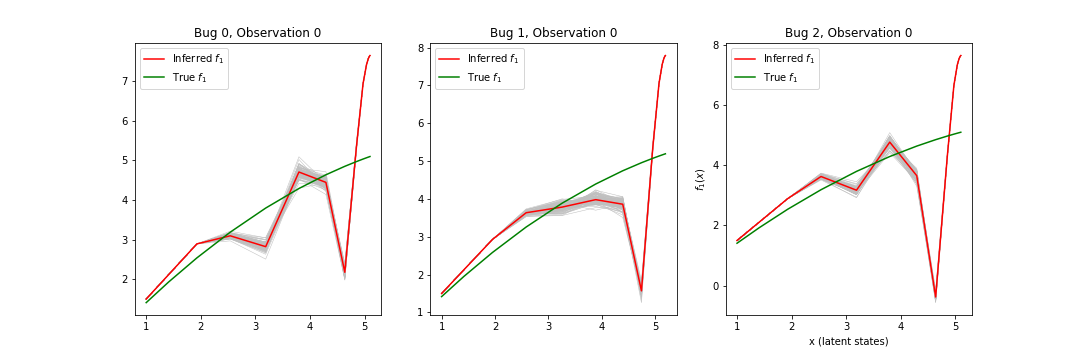 Bug 0, Observation 0
Inferred f₁
True f₁
7
6
5
4
3
2
1 2 3 4 5
Bug 1, Observation 0
Inferred f₁
True f₁
8
7
6
5
4
3
2
1
1 2 3 4 5
Bug 2, Observation 0
Inferred f₁
True f₁
f₁(x)
8
6
4
2
0
1 2 3 4 5
x (latent states)